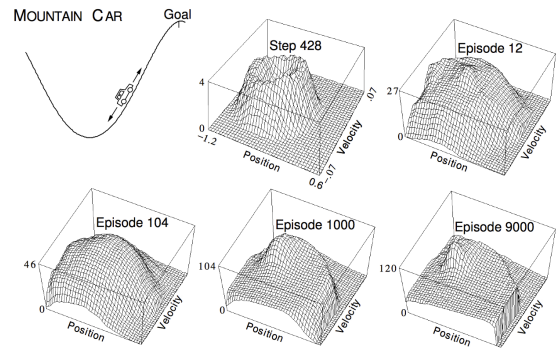 MOUNTAIN CAR
Goal
Step 428
4
0
-1.2
Position
0.6
-.07
Velocity
.07
Episode 12
27
0
Position
Velocity
Episode 104
46
0
Position
Velocity
Episode 1000
104
0
Position
Velocity
Episode 9000
120
0
Position
Velocity